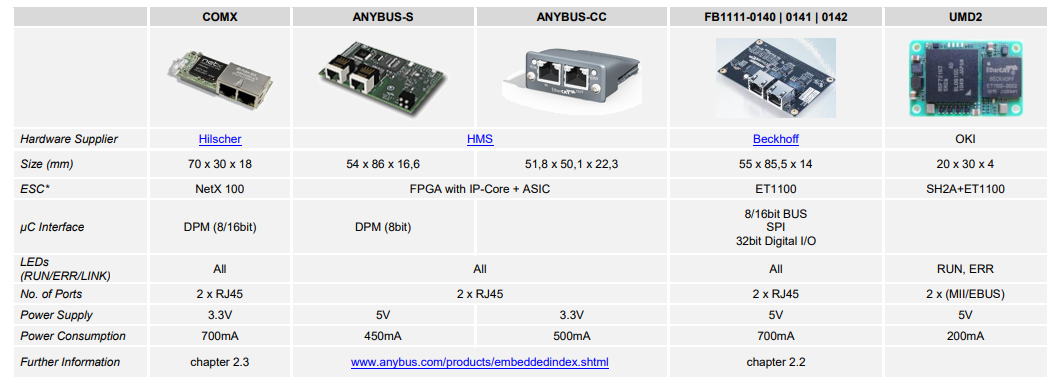 COMX ANYBUS-S ANYBUS-CC FB1111-0140 | 0141 | 0142 UMD2
Hardware Supplier Hilscher HMS Beckhoff OKI
Size (mm) 70 x 30 x 18 54 x 86 x 16,6 51,8 x 50,1 x 22,3 55 x 85,5 x 14 20 x 30 x 4
ESC* NetX 100 FPGA with IP-Core + ASIC ET1100 SH2A+ET1100
µC Interface DPM (8/16bit) DPM (8bit) 8/16bit BUS
SPI
32bit Digital I/O
LEDs
(RUN/ERR/LINK) All All All RUN, ERR
No. of Ports 2 x RJ45 2 x RJ45 2 x RJ45 2 x (MII/EBUS)
Power Supply 3.3V 5V 3.3V 5V 5V
Power Consumption 700mA 450mA 500mA 700mA 200mA
Further Information chapter 2.3 www.anybus.com/products/embeddedindex.shtml chapter 2.2